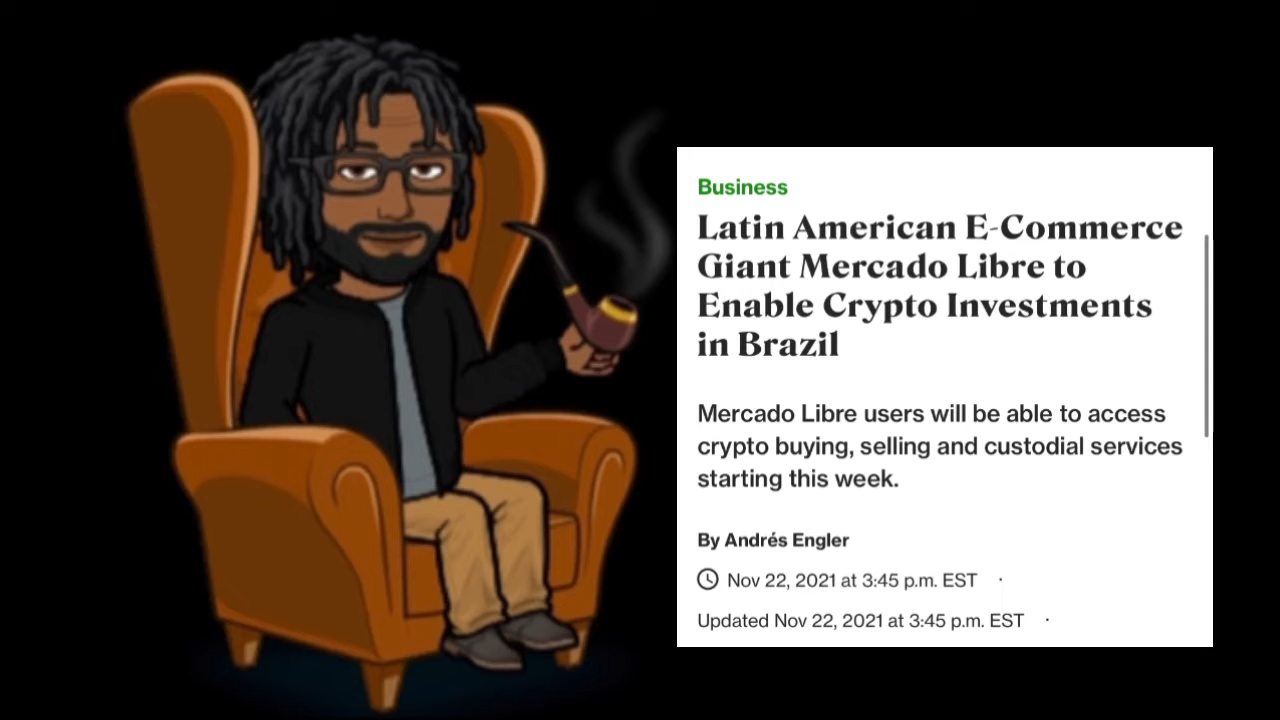 Business
Latin American E-Commerce
Giant Mercado Libre to
Enable Crypto Investments
in Brazil
Mercado Libre users will be able to access
crypto buying, selling and custodial services
starting this week.
By Andrés Engler
Nov 22, 2021 at 3:45 p.m. EST ·
Updated Nov 22, 2021 at 3:45 p.m. EST ·